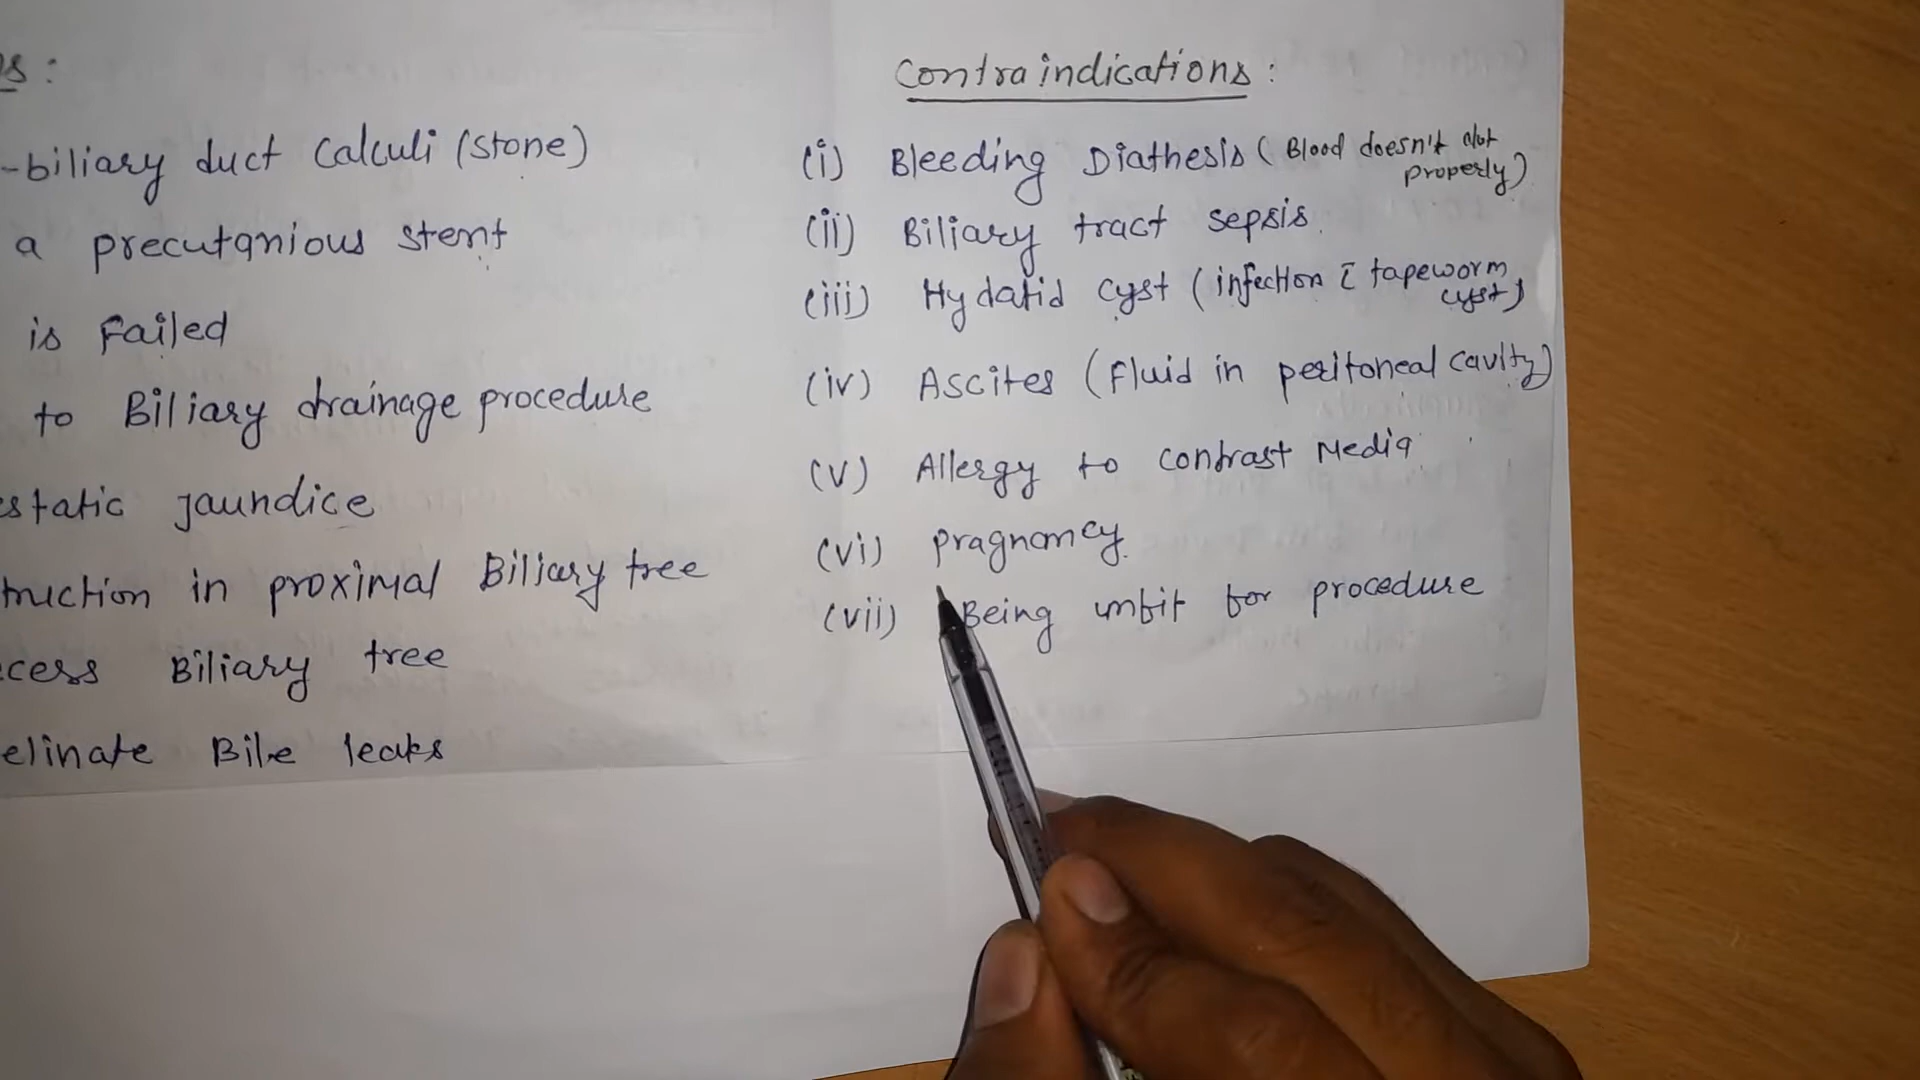 s :
-biliary duct calculi (stone)
a precutanious stent
is Failed
to Biliary drainage procedure
static jaundice
truction in proximal Biliary tree
cess Biliary tree
elinate Bile leaks
Contraindications :
(i) Bleeding Diathesis ( Blood doesn't clot
properly)
(ii) Biliary tract sepsis.
(iii) Hydatid cyst ( infection c̄ tapeworm
cyst)
(iv) Ascites ( Fluid in peritoneal cavity)
(v) Allergy to contrast Media
(vi) pragnancy.
(vii) Being unfit for procedure